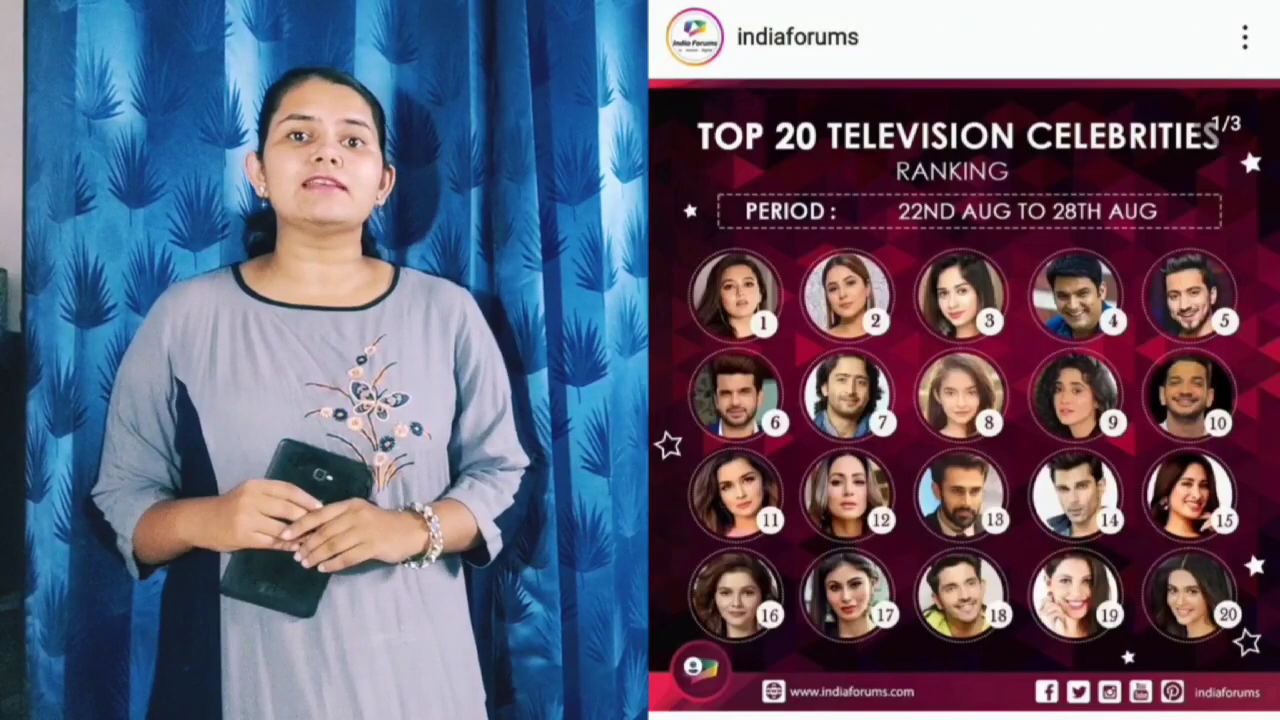 India Forums
indiaforums
1/3
TOP 20 TELEVISION CELEBRITIES
RANKING
PERIOD : 22ND AUG TO 28TH AUG
1 2 3 4 5
6 7 8 9 10
11 12 13 14 15
16 17 18 19 20
www.indiaforums.com
indiaforums